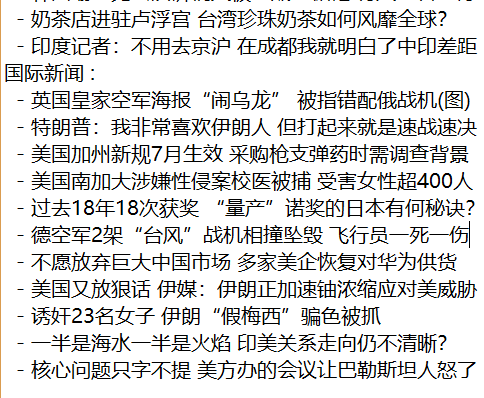 - 奶茶店进驻卢浮宫 台湾珍珠奶茶如何风靡全球?
- 印度记者：不用去京沪 在成都我就明白了中印差距
国际新闻：
- 英国皇家空军海报“闹乌龙” 被指错配俄战机(图)
- 特朗普：我非常喜欢伊朗人 但打起来就是速战速决
- 美国加州新规7月生效 采购枪支弹药时需调查背景
- 美国南加大涉嫌性侵案校医被捕 受害女性超400人
- 过去18年18次获奖 “量产”诺奖的日本有何秘诀?
- 德空军2架“台风”战机相撞坠毁 飞行员一死一伤
- 不愿放弃巨大中国市场 多家美企恢复对华为供货
- 美国又放狠话 伊媒：伊朗正加速铀浓缩应对美威胁
- 诱奸23名女子 伊朗“假梅西”骗色被抓
- 一半是海水一半是火焰 印美关系走向仍不清晰?
- 核心问题只字不提 美方办的会议让巴勒斯坦人怒了